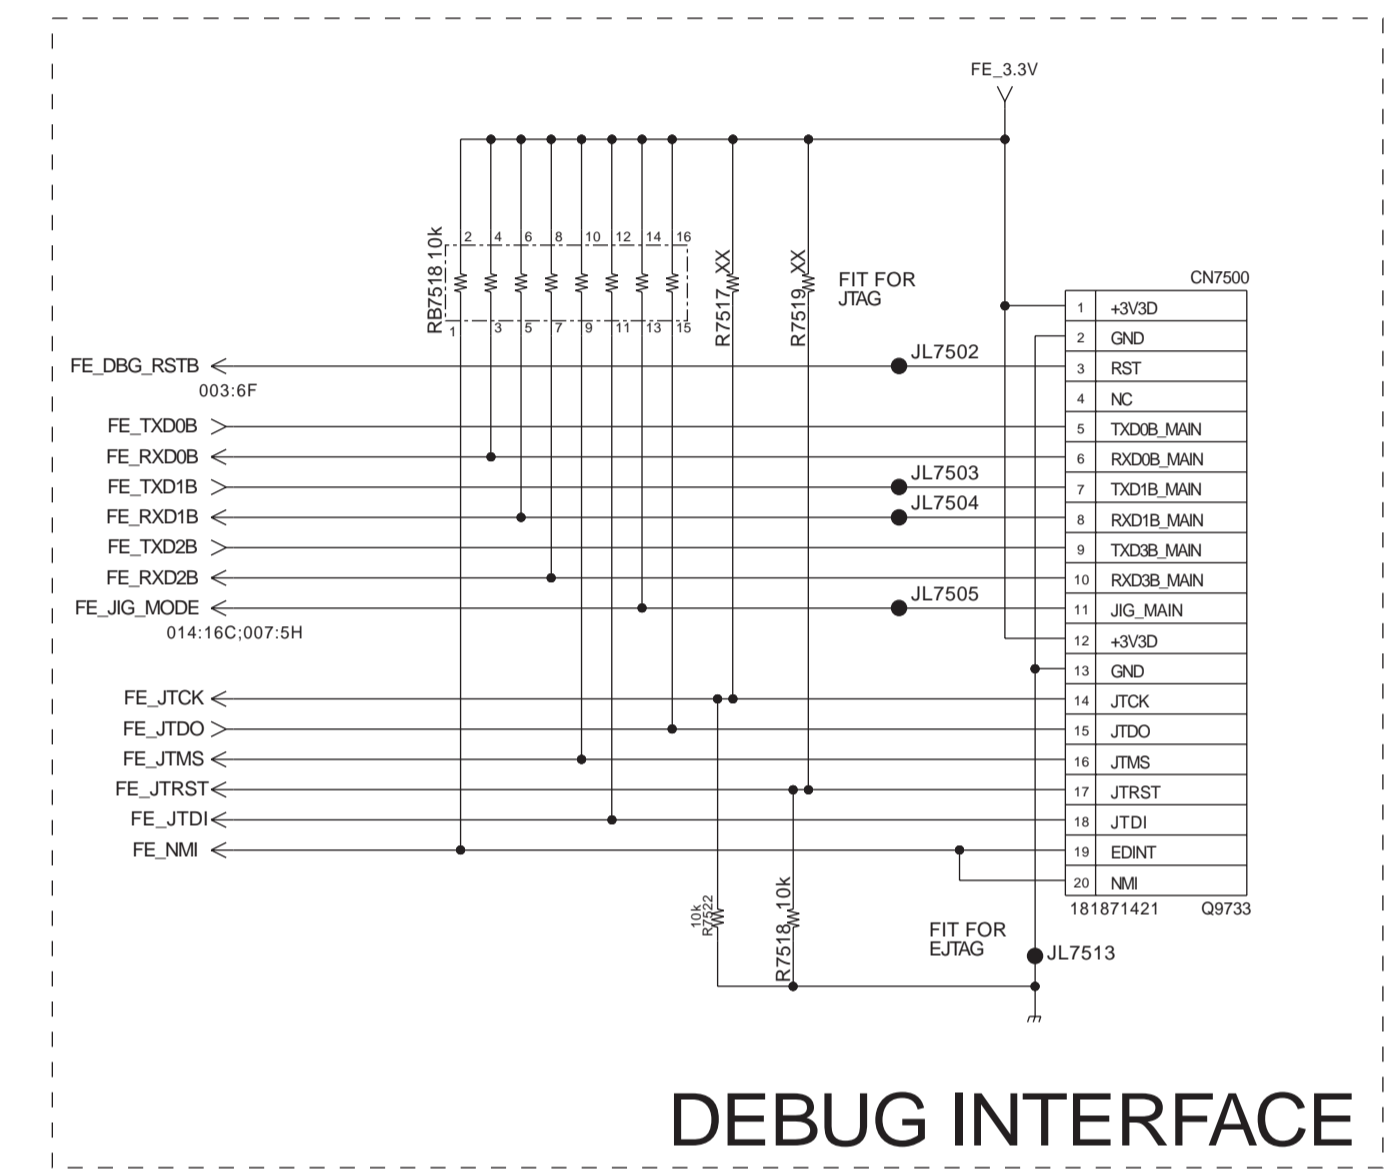 FE_3.3V
RB7518 10k
2 4 6 8 10 12 14 16
1 3 5 7 9 11 13 15
R7517 XX
R7519 XX
FIT FOR
JTAG
CN7500
1 +3V3D
2 GND
FE_DBG_RSTB JL7502 3 RST
003:6F
4 NC
FE_TXD0B 5 TXD0B_MAIN
FE_RXD0B 6 RXD0B_MAIN
FE_TXD1B JL7503 7 TXD1B_MAIN
FE_RXD1B JL7504 8 RXD1B_MAIN
FE_TXD2B 9 TXD3B_MAIN
FE_RXD2B 10 RXD3B_MAIN
FE_JIG_MODE JL7505 11 JIG_MAIN
014:16C;007:5H
12 +3V3D
13 GND
FE_JTCK 14 JTCK
FE_JTDO 15 JTDO
FE_JTMS 16 JTMS
FE_JTRST 17 JTRST
FE_JTDI 18 JTDI
FE_NMI 19 EDINT
20 NMI
181871421 Q9733
10k
R7522
R7518 10k
FIT FOR
EJTAG
JL7513
DEBUG INTERFACE